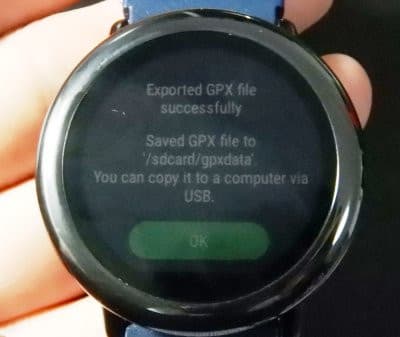 Exported GPX file
successfully
Saved GPX file to
'/sdcard/gpxdata'.
You can copy it to a computer via
USB.
OK